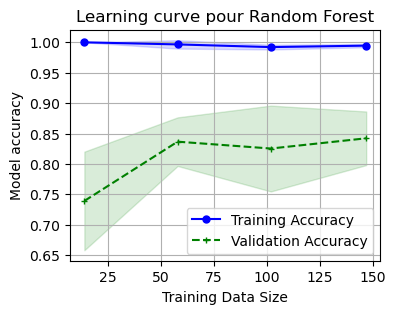 Learning curve pour Random Forest
Model accuracy
1.00
0.95
0.90
0.85
0.80
0.75
0.70
0.65
Training Accuracy
Validation Accuracy
25
50
75
100
125
150
Training Data Size